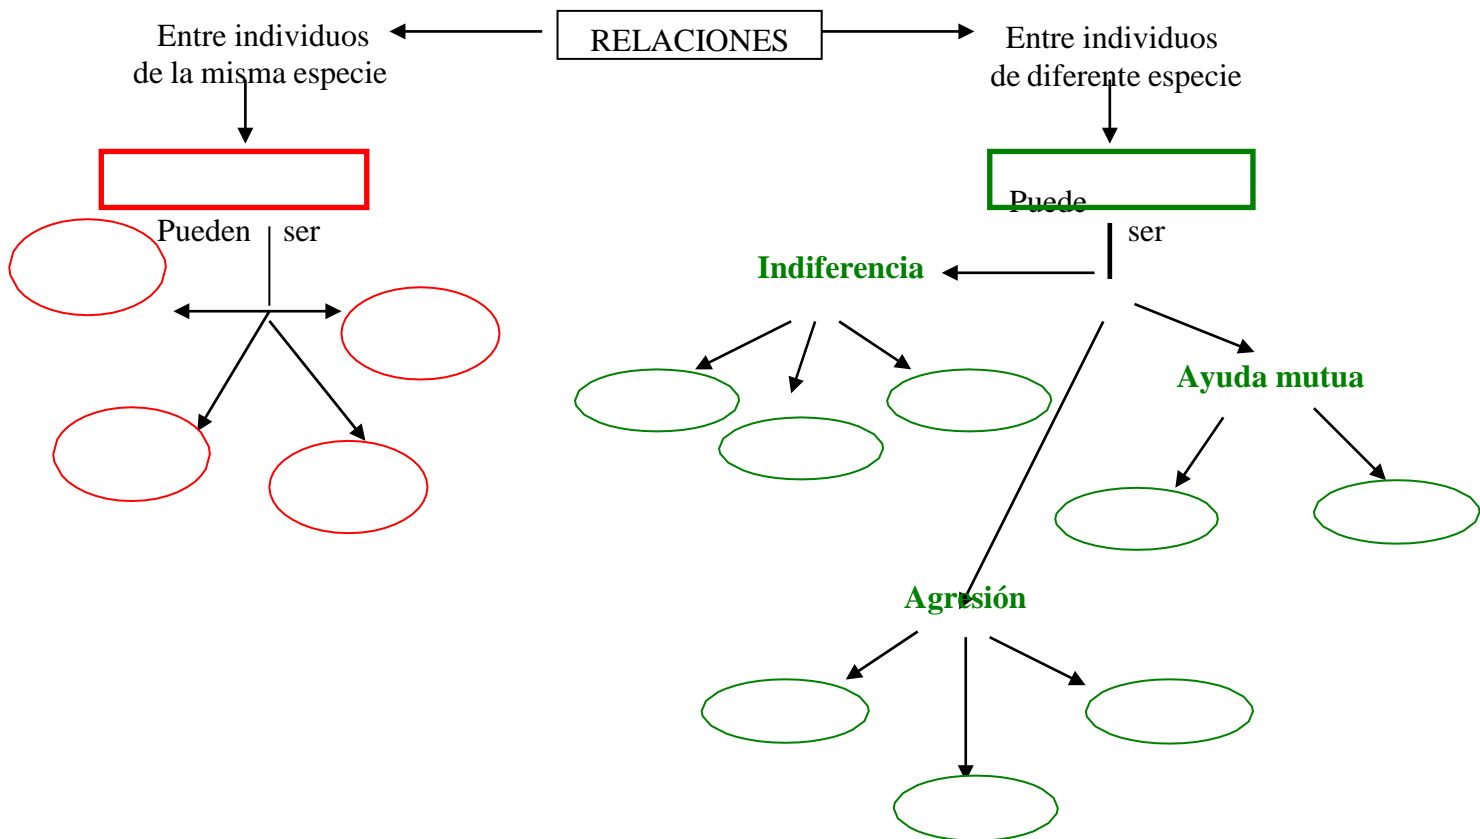 RELACIONES
Entre individuos
de la misma especie
Entre individuos
de diferente especie
Pueden ser
Puede
ser
Indiferencia
Ayuda mutua
Agresión